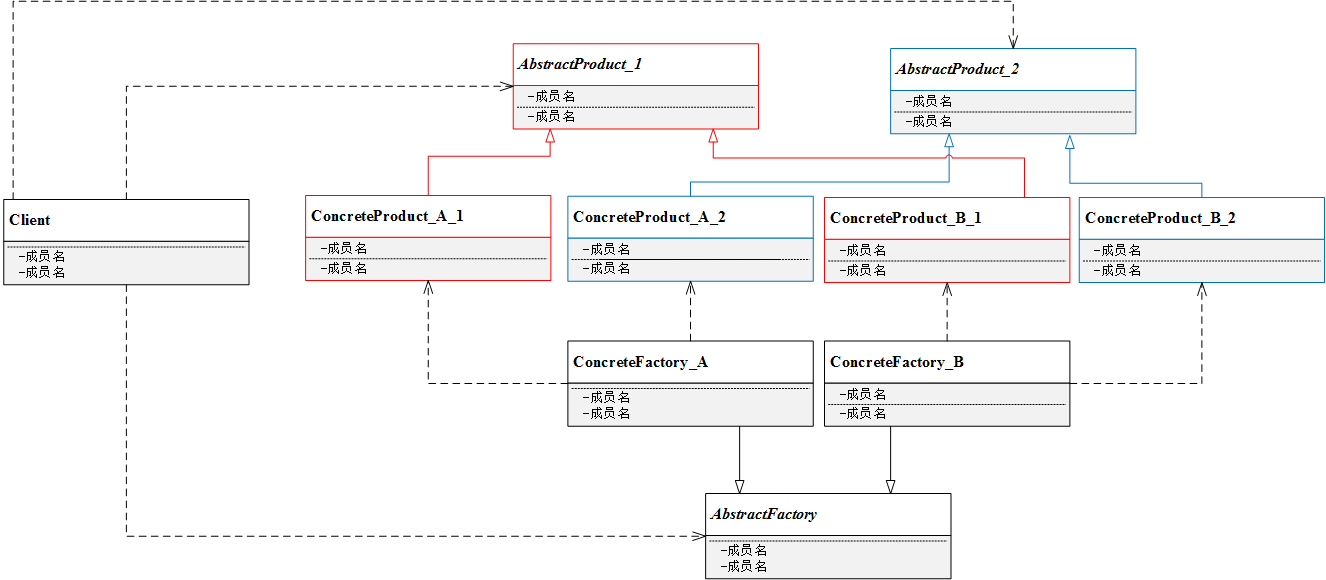 AbstractProduct_1
-成员名
-成员名
AbstractProduct_2
-成员名
-成员名
Client
-成员名
-成员名
ConcreteProduct_A_1
-成员名
-成员名
ConcreteProduct_A_2
-成员名
-成员名
ConcreteProduct_B_1
-成员名
-成员名
ConcreteProduct_B_2
-成员名
-成员名
ConcreteFactory_A
-成员名
-成员名
ConcreteFactory_B
-成员名
-成员名
AbstractFactory
-成员名
-成员名